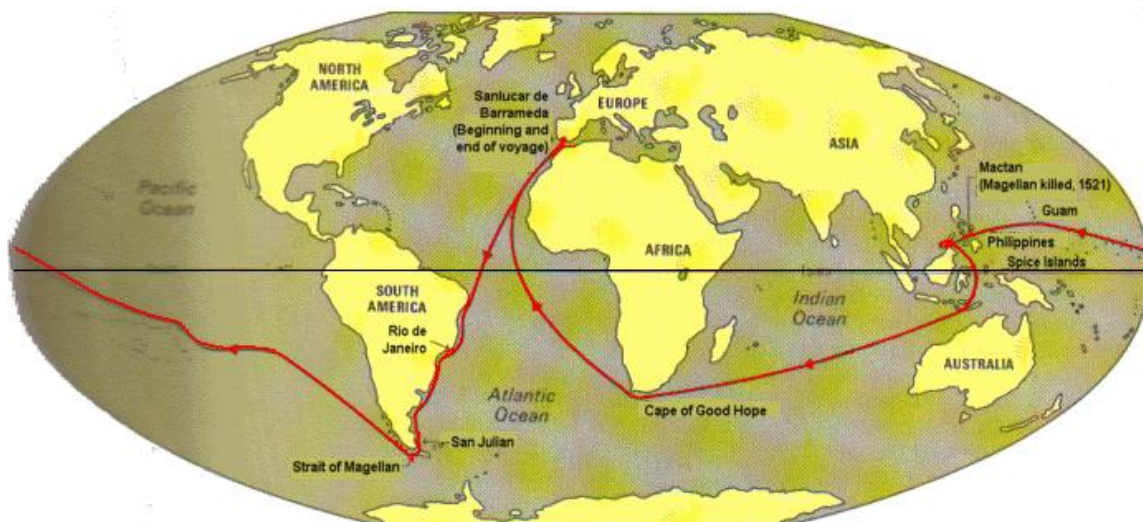 NORTH
AMERICA
Sanlucar de
Barrameda
(Beginning and
end of voyage)
EUROPE
ASIA
Pacific
Ocean
Mactan
(Magellan killed, 1521)
Guam
AFRICA
Philippines
Spice Islands
SOUTH
AMERICA
Indian
Ocean
Rio de
Janeiro
AUSTRALIA
Atlantic
Ocean
Cape of Good Hope
San Julian
Strait of Magellan